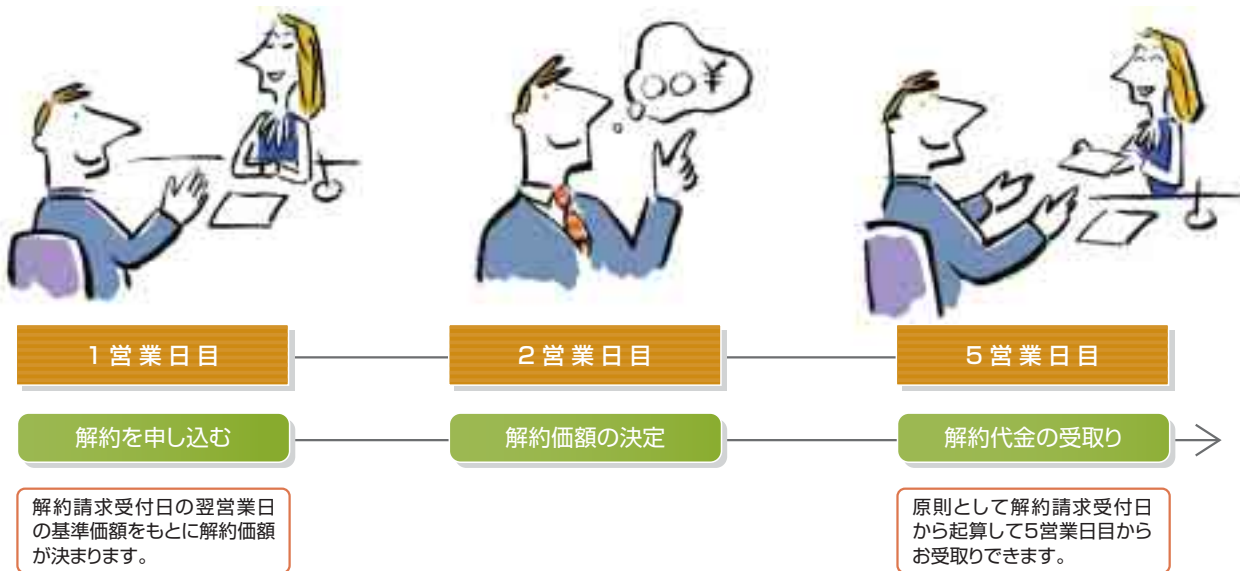 ○○¥
1営業日目
2営業日目
5営業日目
解約を申し込む
解約価額の決定
解約代金の受取り
解約請求受付日の翌営業日
の基準価額をもとに解約価額
が決まります。
原則として解約請求受付日
から起算して5営業日目から
お受取りできます。